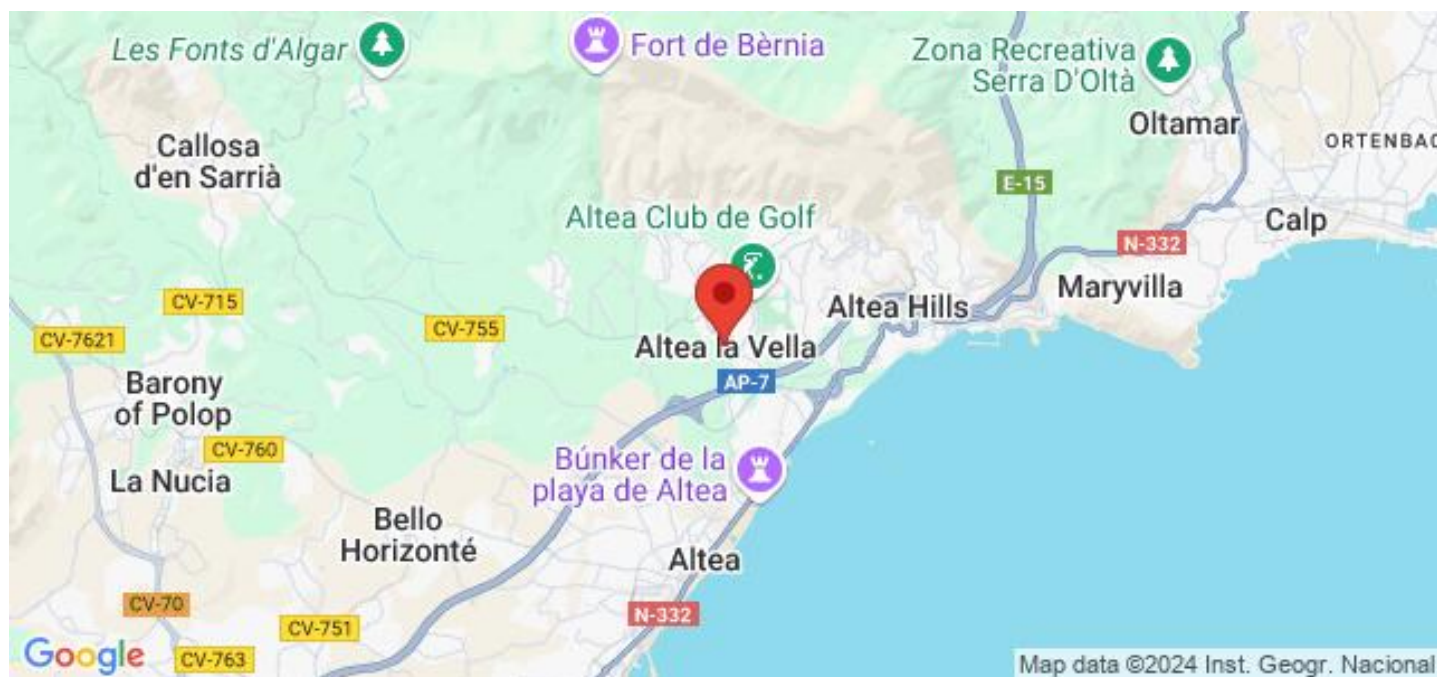 Les Fonts d'Algar
Fort de Bèrnia
Zona Recreativa
Serra D'Oltà
Oltamar
ORTENBAC
Callosa
d'en Sarrià
E-15
Altea Club de Golf
Calp
N-332
Maryvilla
CV-715
Altea Hills
CV-755
CV-7621
Altea la Vella
AP-7
Barony
of Polop
CV-760
La Nucia
Búnker de la
playa de Altea
Bello
Horizonté
Altea
CV-70
N-332
CV-751
Google
CV-763
Map data ©2024 Inst. Geogr. Nacional